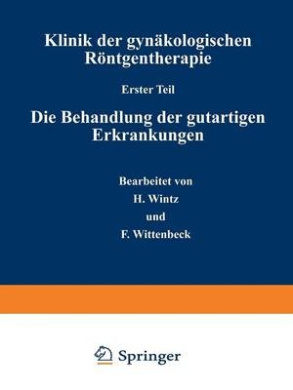 Klinik der gynäkologischen
Röntgentherapie
Erster Teil
Die Behandlung der gutartigen
Erkrankungen
Bearbeitet von
H. Wintz
und
F. Wittenbeck
Springer